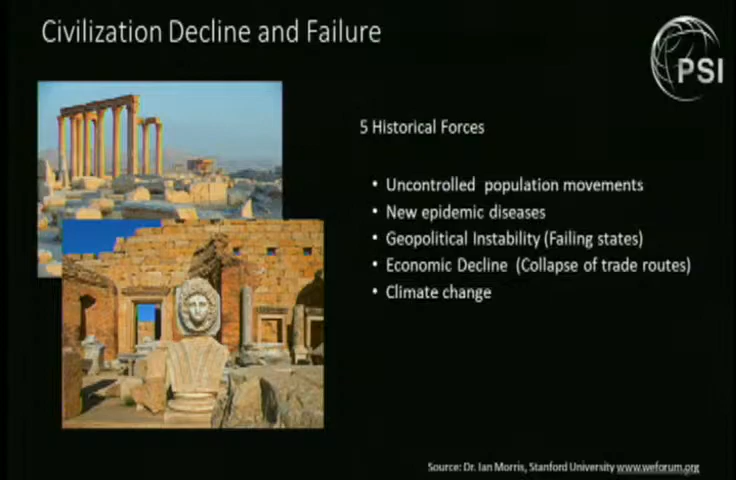 Civilization Decline and Failure
PSI
5 Historical Forces
• Uncontrolled population movements
• New epidemic diseases
• Geopolitical Instability (Failing states)
• Economic Decline (Collapse of trade routes)
• Climate change
Source: Dr. Ian Morris, Stanford University www.weforum.org